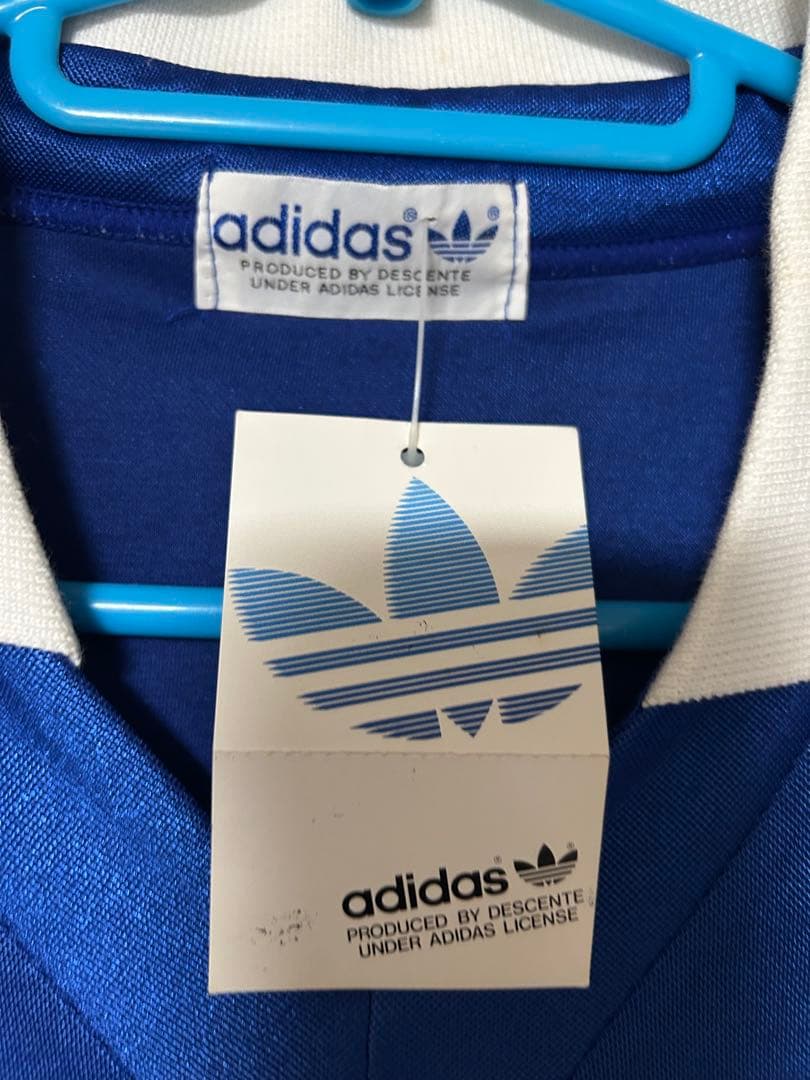 adidas®
PRODUCED BY DESCENTE
UNDER ADIDAS LICENSE
adidas
PRODUCED BY DESCENTE
UNDER ADIDAS LICENSE